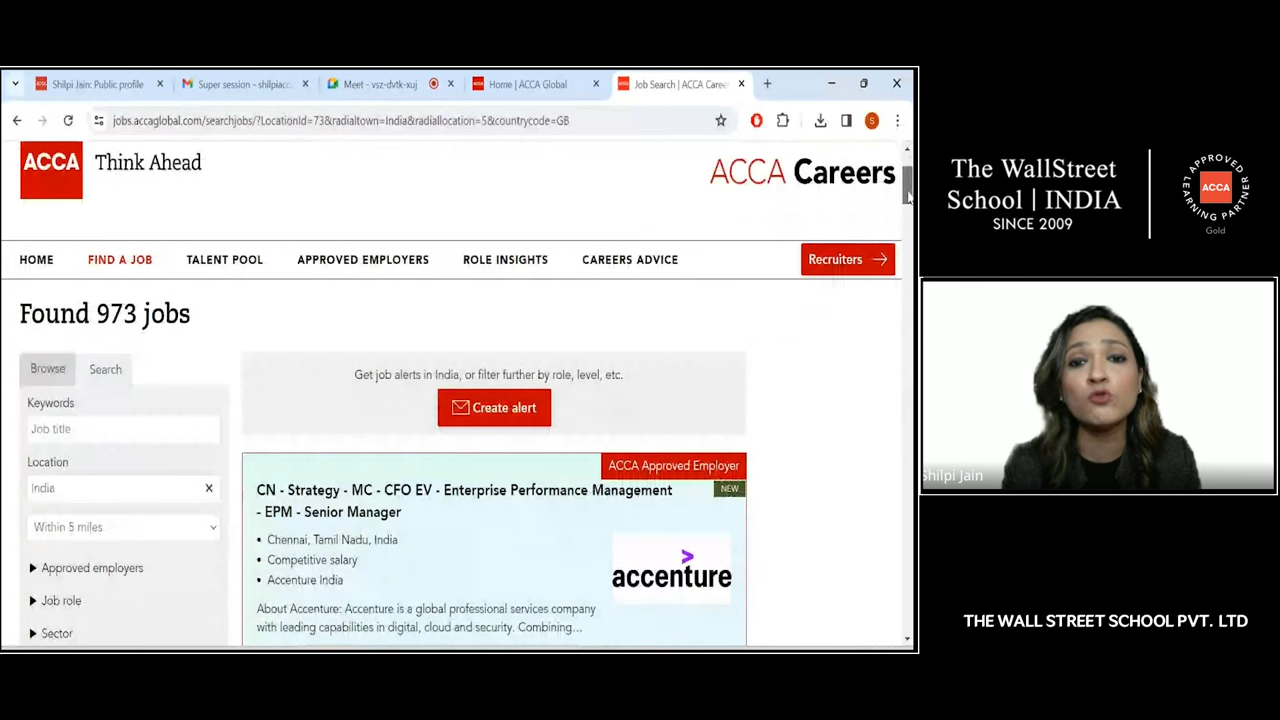 Shilpi Jain: Public profile
Super session - shilpiacc
Meet - vsz-dvtk-xuj
Home | ACCA Global
Job Search | ACCA Caree
jobs.accaglobal.com/searchjobs/?LocationId=73&radialtown=India&radiallocation=5&countrycode=GB
S
ACCA
Think Ahead
ACCA Careers
HOME
FIND A JOB
TALENT POOL
APPROVED EMPLOYERS
ROLE INSIGHTS
CAREERS ADVICE
Recruiters
Found 973 jobs
Browse
Search
Keywords
Job title
Location
India
Within 5 miles
Approved employers
Job role
Sector
Get job alerts in India, or filter further by role, level, etc.
Create alert
ACCA Approved Employer
NEW
CN - Strategy - MC - CFO EV - Enterprise Performance Management
- EPM - Senior Manager
• Chennai, Tamil Nadu, India
• Competitive salary
• Accenture India
accenture
About Accenture: Accenture is a global professional services company
with leading capabilities in digital, cloud and security. Combining...
The WallStreet
School | INDIA
SINCE 2009
APPROVED
LEARNING PARTNER
ACCA
Gold
Shilpi Jain
THE WALL STREET SCHOOL PVT. LTD